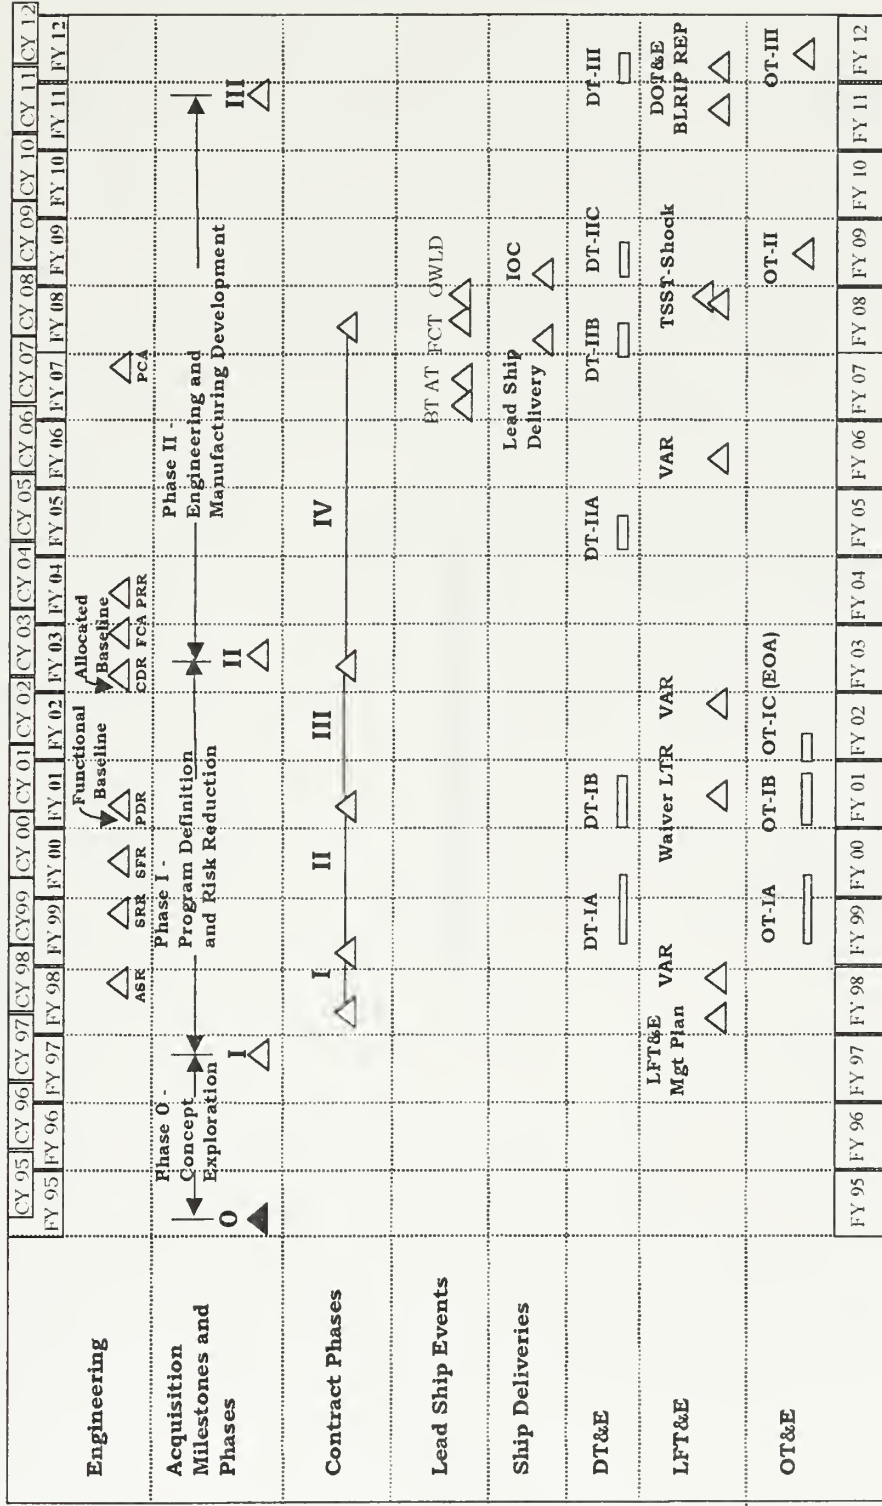 CY 95 CY 96 CY 97 CY 98 CY99 CY 00 CY 01 CY 02 CY 03 CY 04 CY 05 CY 06 CY 07 CY 08 CY 09 CY 10 CY 11 CY 12
FY 95 FY 96 FY 97 FY 98 FY 99 FY 00 FY 01 FY 02 FY 03 FY 04 FY 05 FY 06 FY 07 FY 08 FY 09 FY 10 FY 11 FY 12
Engineering
Functional
Baseline
Allocated
Baseline
ASR SRR SFR PDR CDR FCA PRR PCA
Acquisition
Milestones and
Phases
Phase O -
Concept
Exploration
Phase I -
Program Definition
and Risk Reduction
Phase II -
Engineering and
Manufacturing Development
O I II III
Contract Phases
I II III IV
Lead Ship Events
BT AT FCT OWLD
Ship Deliveries
Lead Ship
Delivery
IOC
DT&E
DT-IA DT-IB DT-IIA DT-IIB DT-IIC DT-III
LFT&E
LFT&E
Mgt Plan
VAR Waiver LTR VAR VAR TSST-Shock
DOT&E
BLRIP REP
OT&E
OT-IA OT-IB OT-IC (EOA) OT-II OT-III
FY 95 FY 96 FY 97 FY 98 FY 99 FY 00 FY 01 FY 02 FY 03 FY 04 FY 05 FY 06 FY 07 FY 08 FY 09 FY 10 FY 11 FY 12